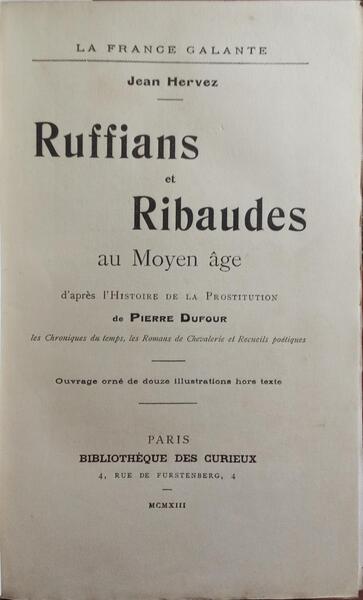 LA FRANCE GALANTE
Jean Hervez
Ruffians
et
Ribaudes
au Moyen âge
d'après l'HISTOIRE DE LA PROSTITUTION
de PIERRE DUFOUR
les Chroniques du temps, les Romans de Chevalerie et Recueils poétiques
Ouvrage orné de douze illustrations hors texte
PARIS
BIBLIOTHÈQUE DES CURIEUX
4, RUE DE FURSTENBERG, 4
MCMXIII